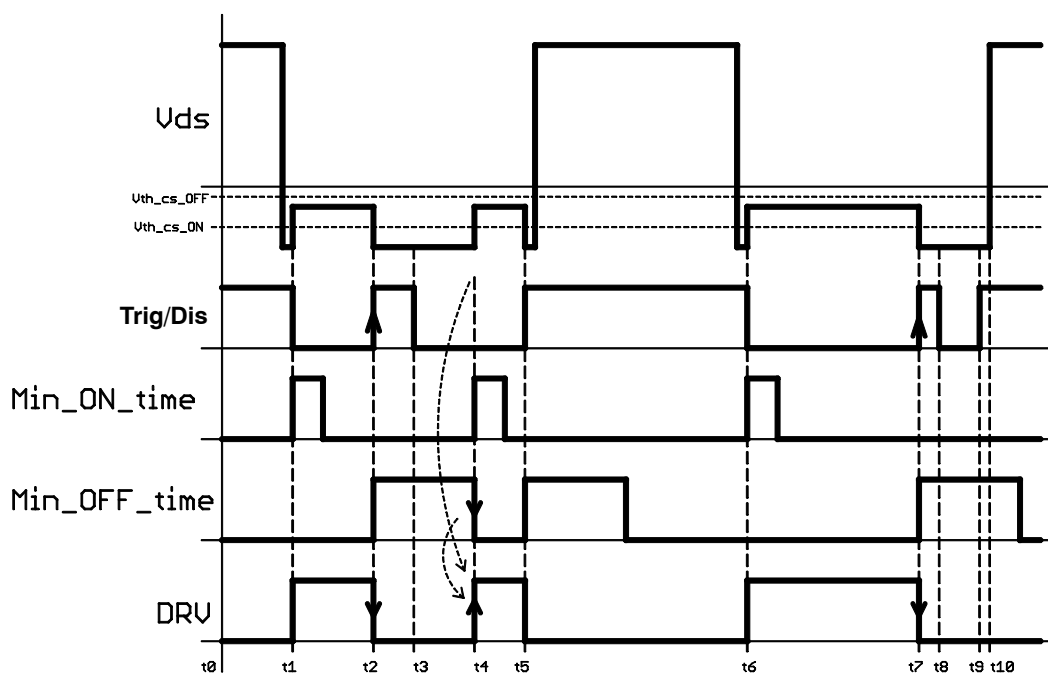 Vds
Vth_cs_OFF
Vth_cs_ON
Trig/Dis
Min_ON_time
Min_OFF_time
DRV
t0 t1 t2 t3 t4 t5 t6 t7 t8 t9 t10